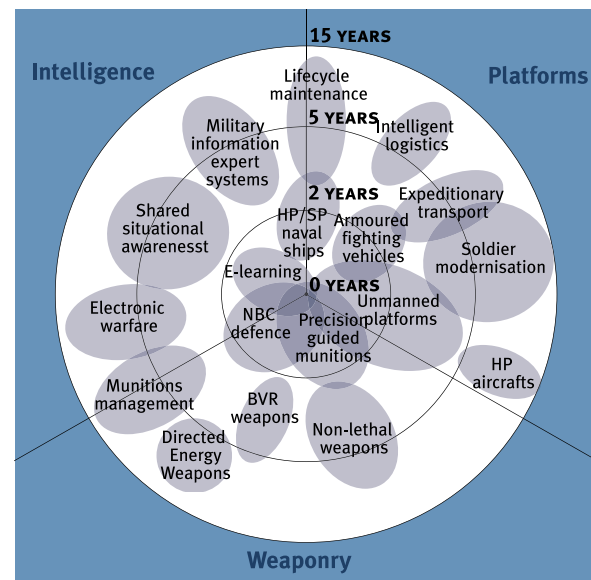 15 YEARS
Intelligence
Platforms
Lifecycle
maintenance
5 YEARS
Military
information
expert
systems
Intelligent
logistics
2 YEARS
Expeditionary
transport
Shared
situational
awarenesst
HP/SP
naval
ships
Armoured
fighting
vehicles
Soldier
modernisation
E-learning
0 YEARS
Electronic
warfare
NBC
defence
Precision
guided
munitions
Unmanned
platforms
HP
aircrafts
Munitions
management
BVR
weapons
Non-lethal
weapons
Directed
Energy
Weapons
Weaponry